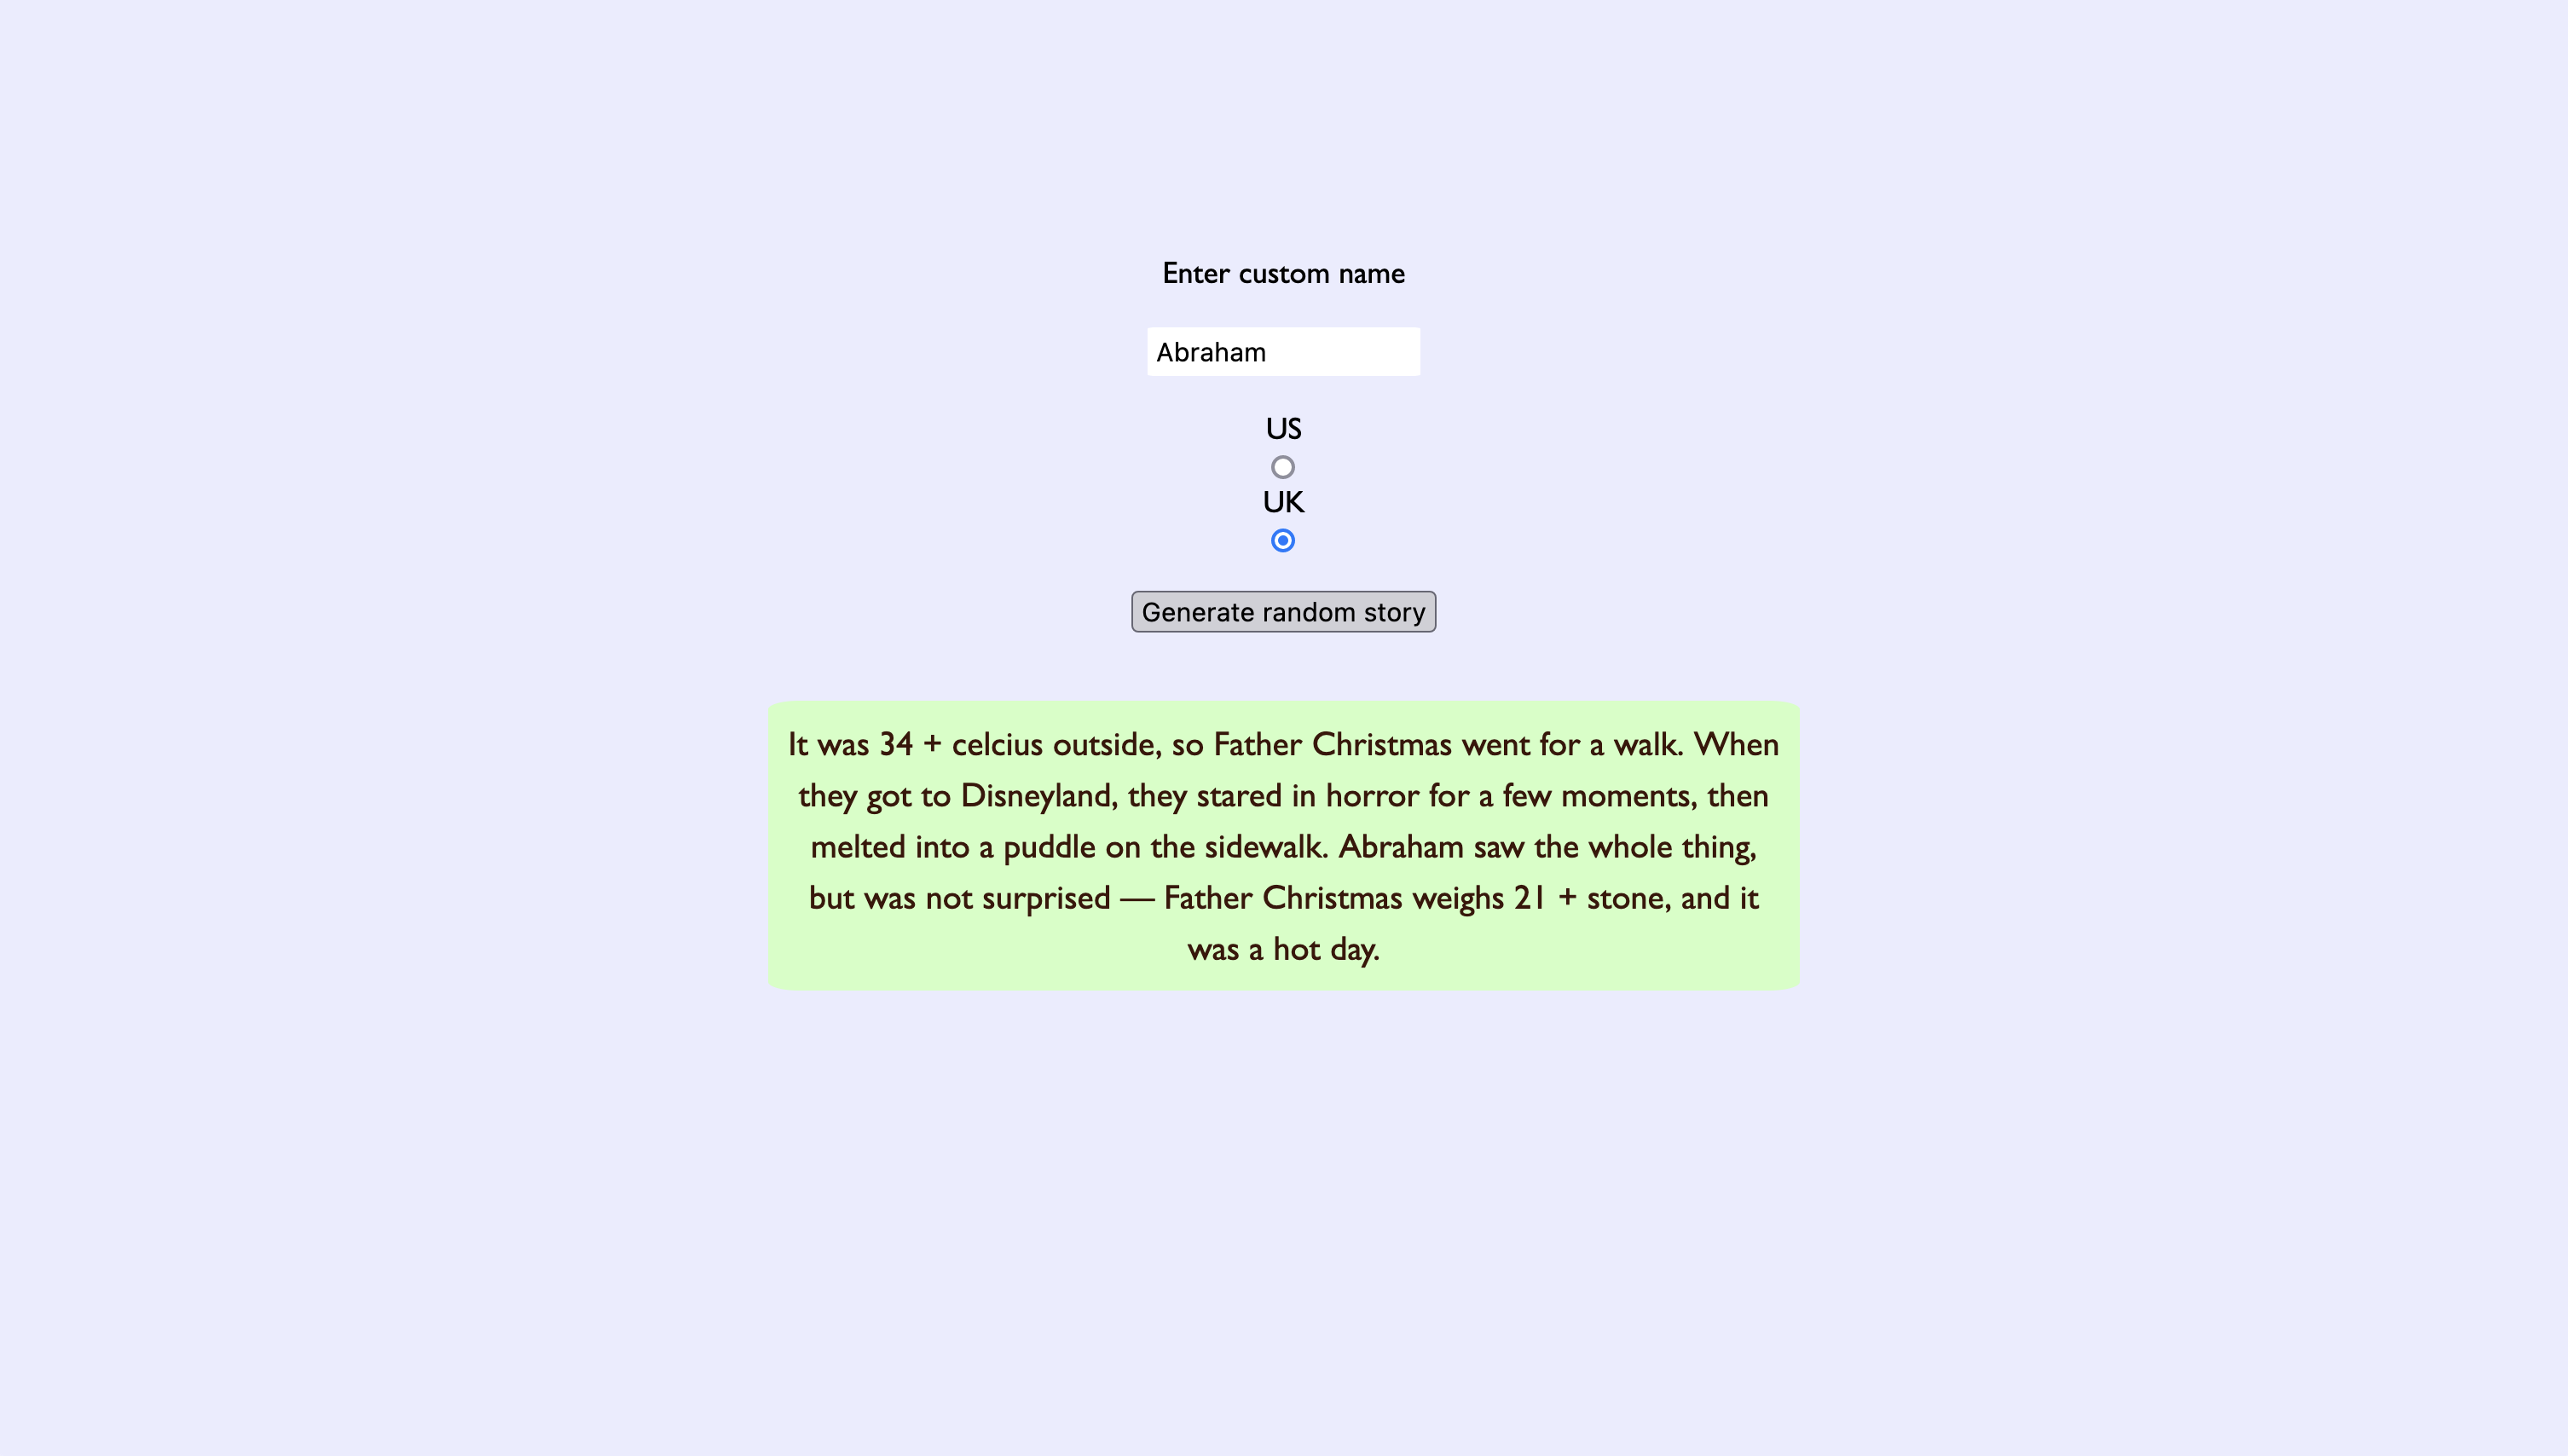 Enter custom name
Abraham
US
UK
Generate random story
It was 34 + celcius outside, so Father Christmas went for a walk. When
they got to Disneyland, they stared in horror for a few moments, then
melted into a puddle on the sidewalk. Abraham saw the whole thing,
but was not surprised — Father Christmas weighs 21 + stone, and it
was a hot day.